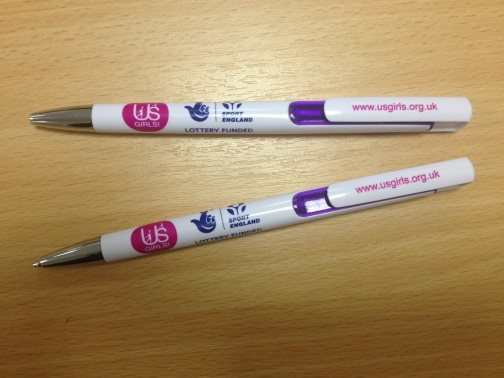 Us
GIRLS!
SPORT
ENGLAND
LOTTERY FUNDED
www.usgirls.org.uk
Us
GIRLS!
SPORT
ENGLAND
LOTTERY FUNDED
www.usgirls.org.uk